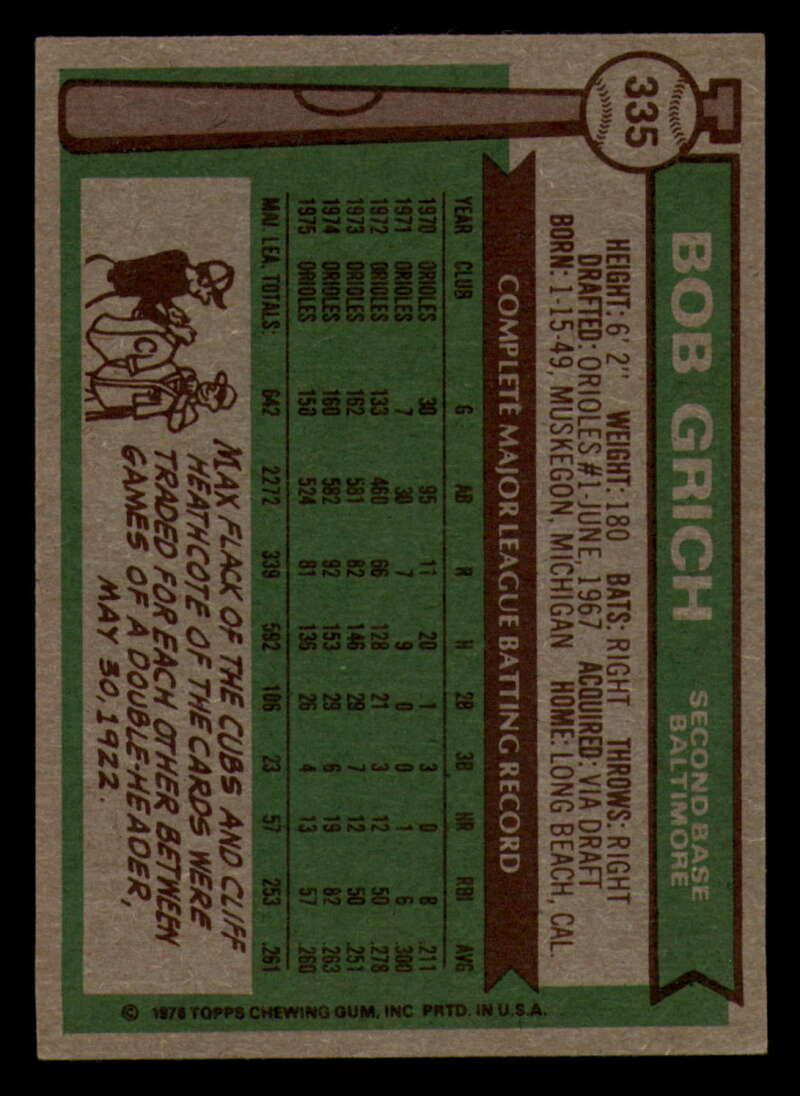 335
BOB GRICH
SECOND BASE
BALTIMORE
HEIGHT: 6' 2" WEIGHT: 180 BATS: RIGHT THROWS: RIGHT
DRAFTED: ORIOLES #1-JUNE, 1967 ACQUIRED: VIA DRAFT
BORN: 1-15-49, MUSKEGON, MICHIGAN HOME: LONG BEACH, CAL.
COMPLETE MAJOR LEAGUE BATTING RECORD
YEAR CLUB G AB R H 2B 3B HR RBI AVG
1970 ORIOLES 30 95 11 20 1 3 0 8 .211
1971 ORIOLES 7 30 7 9 0 0 1 6 .300
1972 ORIOLES 133 460 66 128 21 3 12 50 .278
1973 ORIOLES 162 581 82 146 29 7 12 50 .251
1974 ORIOLES 160 582 92 153 29 6 19 82 .263
1975 ORIOLES 150 524 81 136 26 4 13 57 .260
MAJ. LEA. TOTALS: 642 2272 339 592 106 23 57 253 .261
C
MAX FLACK OF THE CUBS AND CLIFF
HEATHCOTE OF THE CARDS WERE
TRADED FOR EACH OTHER BETWEEN
GAMES OF A DOUBLE-HEADER,
MAY 30, 1922.
© 1976 TOPPS CHEWING GUM, INC. PRTD. IN U.S.A.